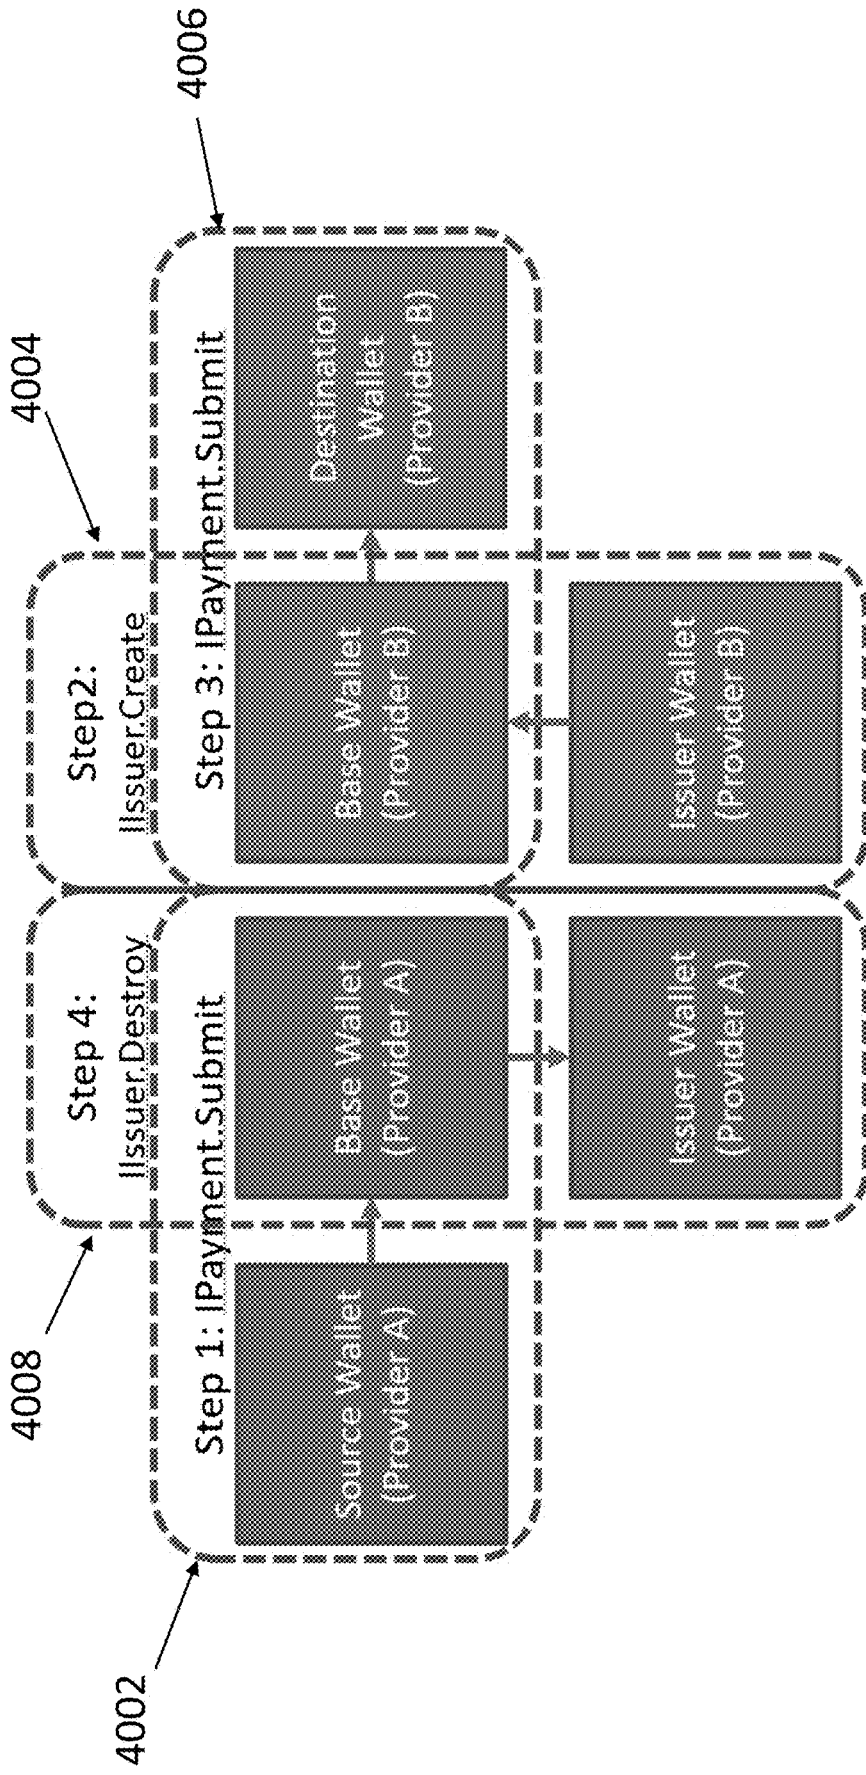 4008
4004
4006
Step 4:
IIssuer.Destroy
Step2:
IIssuer.Create
Step 1: IPayment.Submit
Step 3: IPayment.Submit
4002
Source Wallet
(Provider A)
Base Wallet
(Provider A)
Base Wallet
(Provider B)
Destination
Wallet
(Provider B)
Issuer Wallet
(Provider A)
Issuer Wallet
(Provider B)